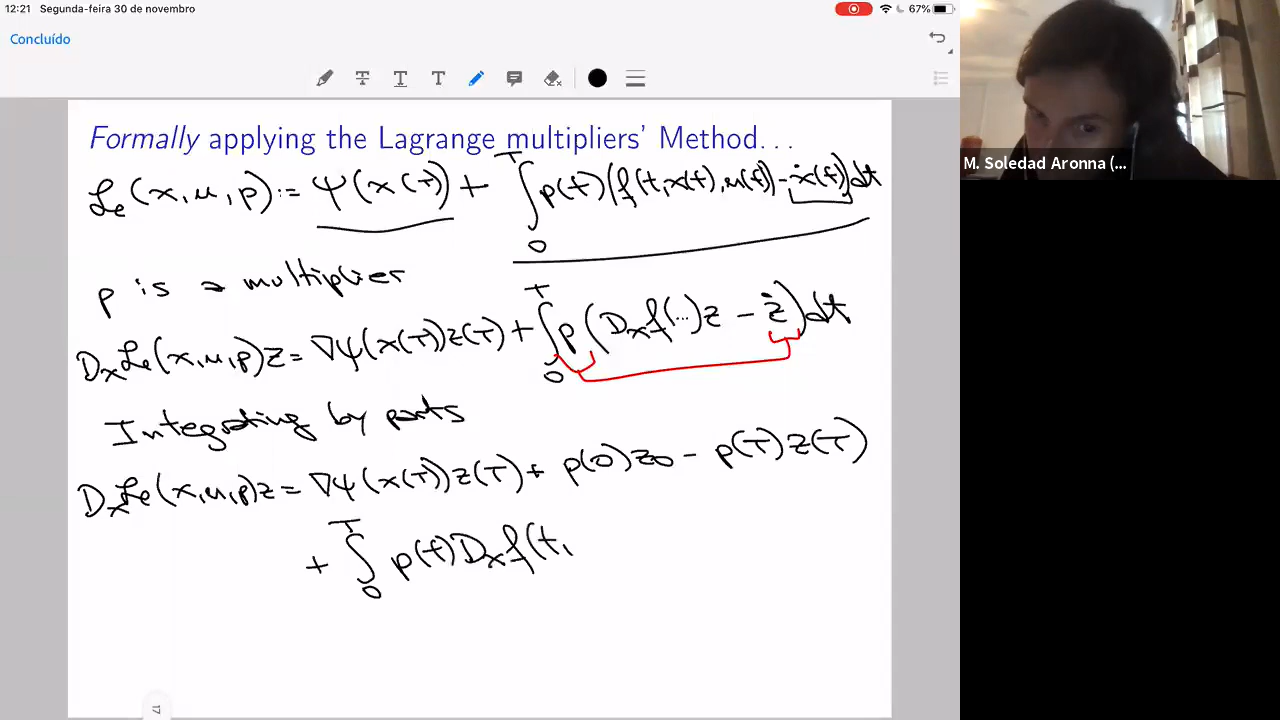 12:21 Segunda-feira 30 de novembro 67%
Concluído
T T T
Formally applying the Lagrange multipliers' Method...
ℒe(x,u,p):= Ψ(x(T)) + ∫₀ᵀ p(t)(f(t,x(t),u(t)) - ẋ(t))dt
p is a multiplier
Dₓℒe(x,u,p)z = ∇ψ(x(T))z(T) + ∫₀ᵀ p(Dₓf(...)z - ż)dt
Integrating by parts
Dₓℒe(x,u,p)z = ∇ψ(x(T))z(T) + p(0)z0 - p(T)z(T)
+ ∫₀ᵀ p(t)Dₓf(t,
17
M. Soledad Aronna (...